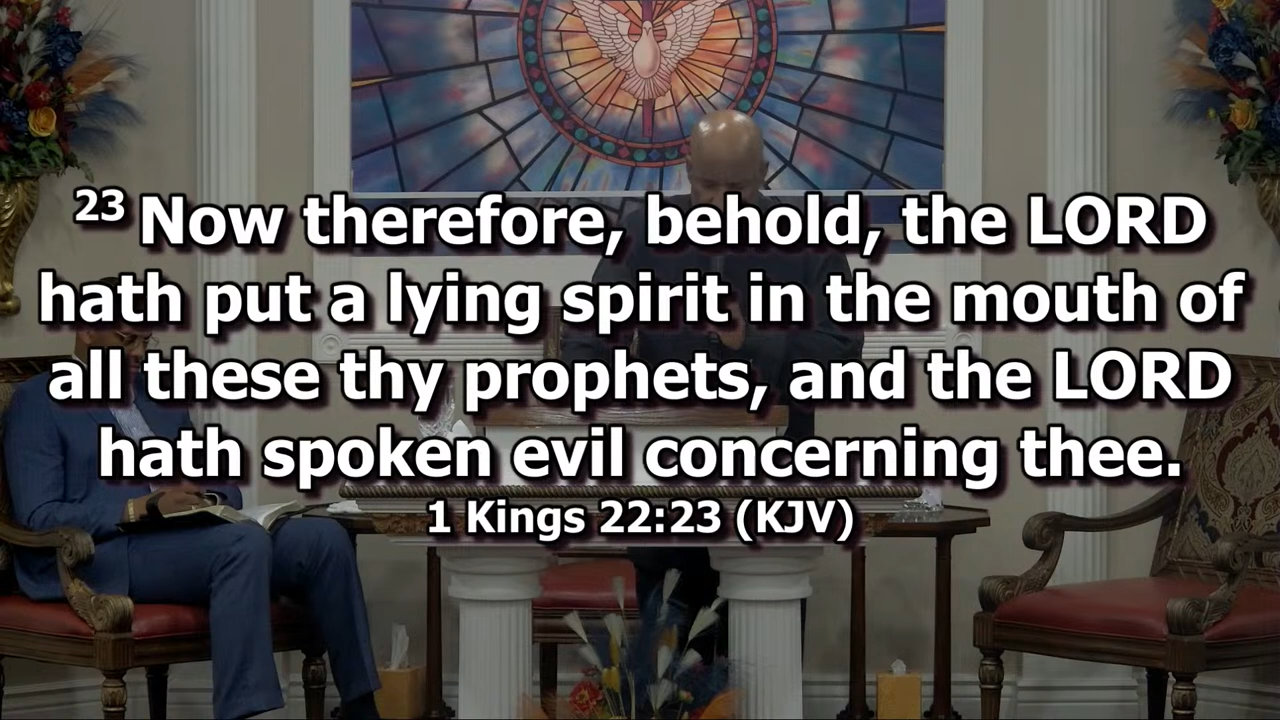 23 Now therefore, behold, the LORD
hath put a lying spirit in the mouth of
all these thy prophets, and the LORD
hath spoken evil concerning thee.
1 Kings 22:23 (KJV)